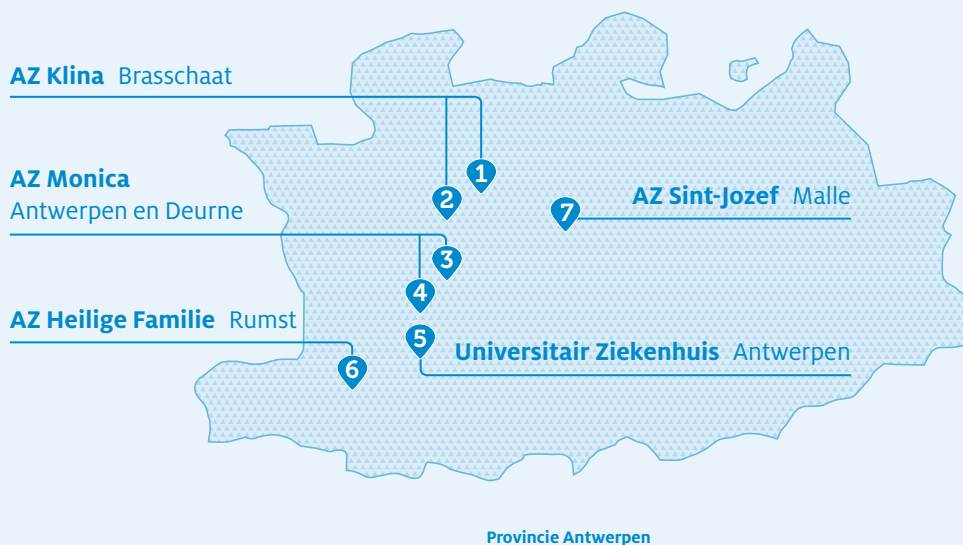 AZ Klina Brasschaat
1
2
AZ Monica
Antwerpen en Deurne
AZ Sint-Jozef Malle
7
3
4
AZ Heilige Familie Rumst
5
Universitair Ziekenhuis Antwerpen
6
Provincie Antwerpen